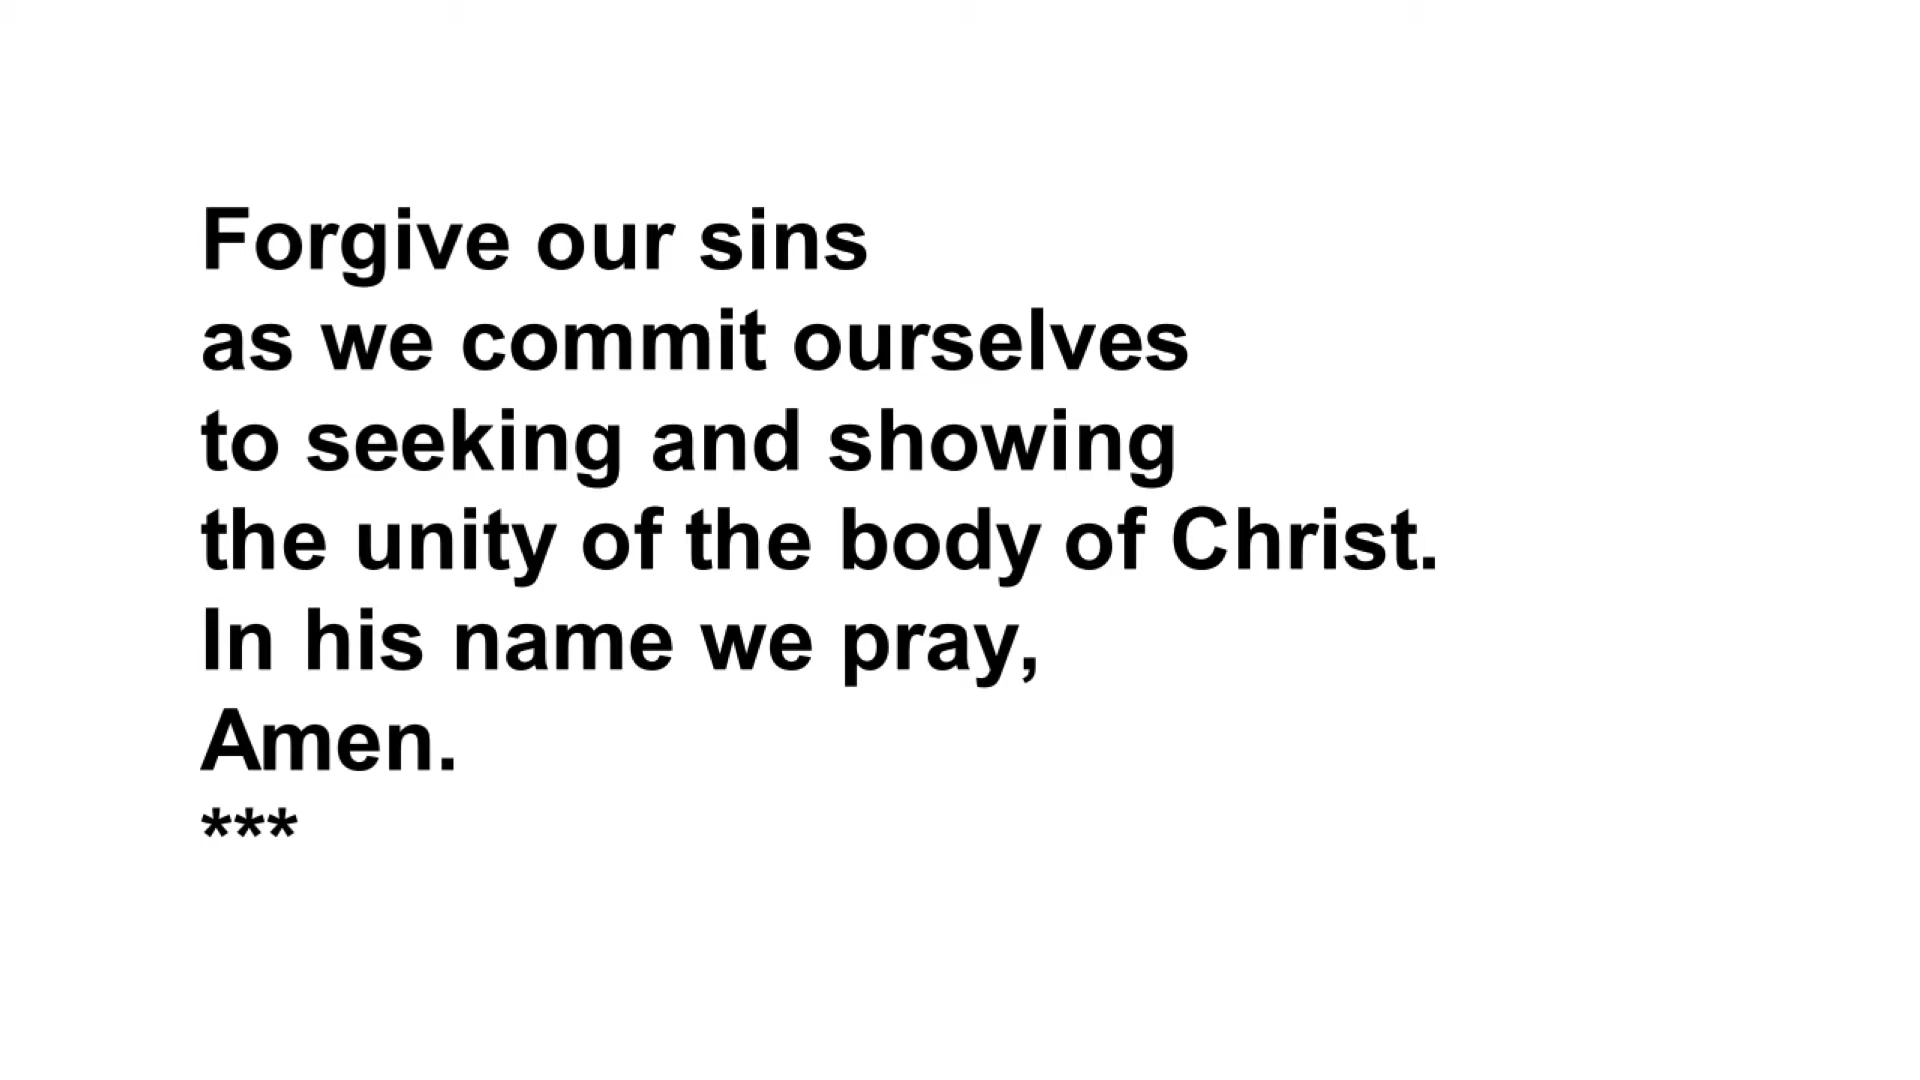 Forgive our sins
as we commit ourselves
to seeking and showing
the unity of the body of Christ.
In his name we pray,
Amen.
***